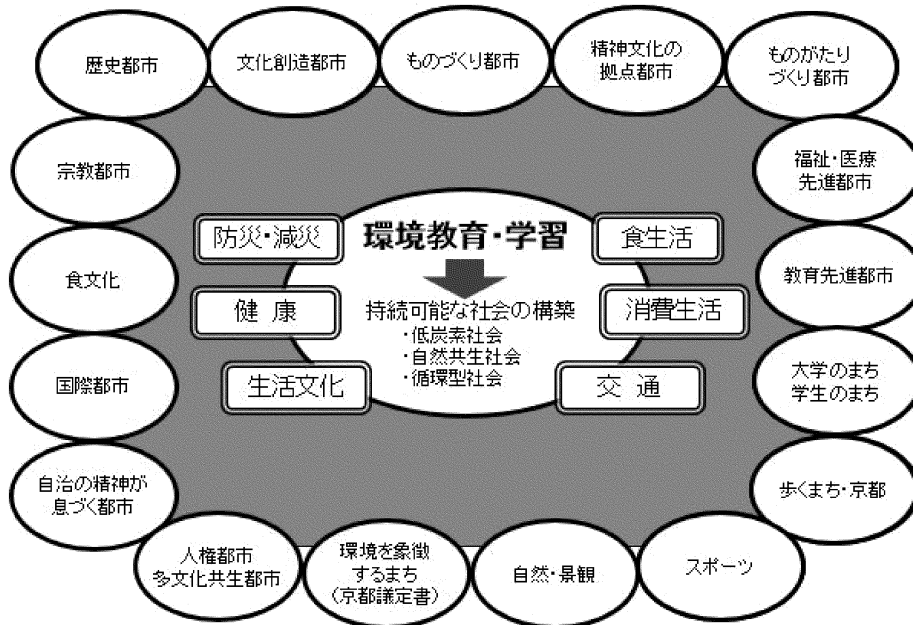 歴史都市
文化創造都市
ものづくり都市
精神文化の
拠点都市
ものがたり
づくり都市
宗教都市
福祉・医療
先進都市
食文化
教育先進都市
国際都市
大学のまち
学生のまち
自治の精神が
息づく都市
歩くまち・京都
人権都市
多文化共生都市
環境を象徴
するまち
(京都議定書)
自然・景観
スポーツ
防災・減災
環境教育・学習
食生活
健 康
持続可能な社会の構築
・低炭素社会
・自然共生社会
・循環型社会
消費生活
生活文化
交 通